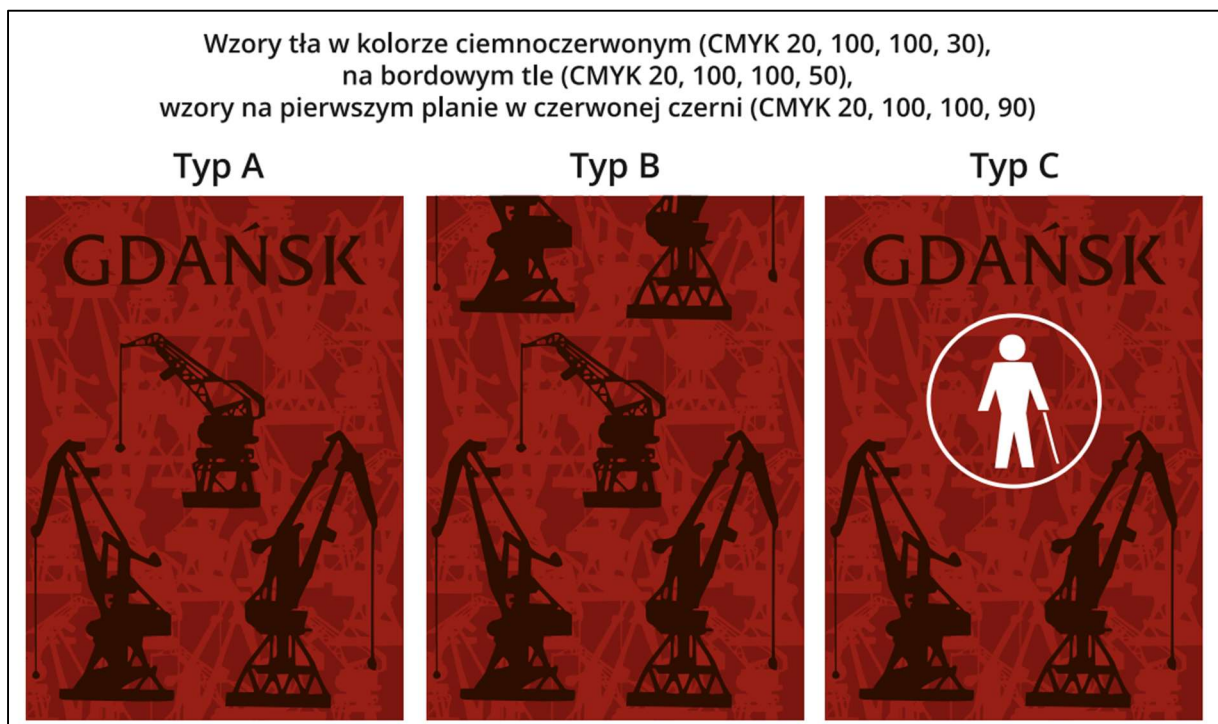 Wzory tła w kolorze ciemnoczerwonym (CMYK 20, 100, 100, 30),
na bordowym tle (CMYK 20, 100, 100, 50),
wzory na pierwszym planie w czerwonej czerni (CMYK 20, 100, 100, 90)
Typ A
Typ B
Typ C
GDAŃSK
GDAŃSK